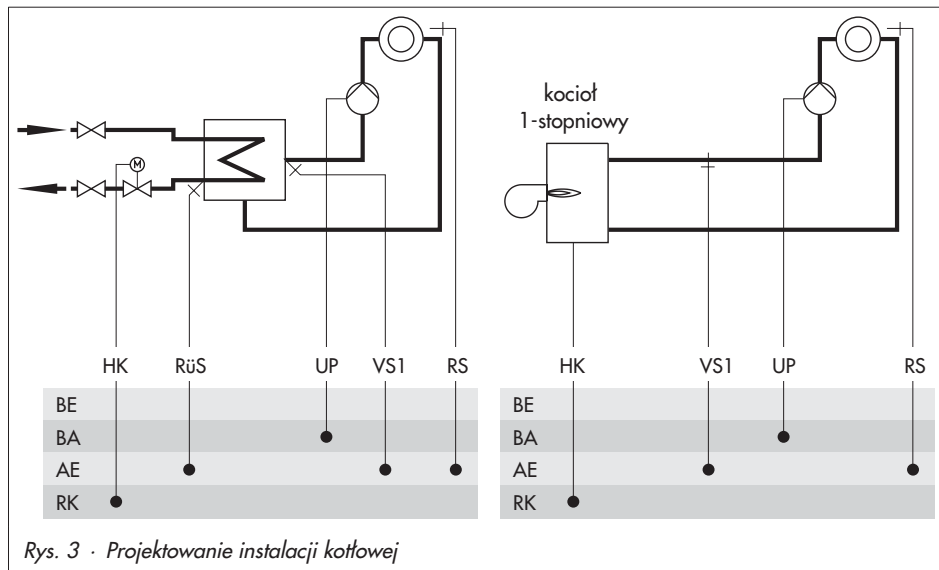 kocioł
1-stopniowy
M
HK RüS UP VS1 RS
BE
BA
AE
RK
HK VS1 UP RS
BE
BA
AE
RK
Rys. 3 · Projektowanie instalacji kotłowej